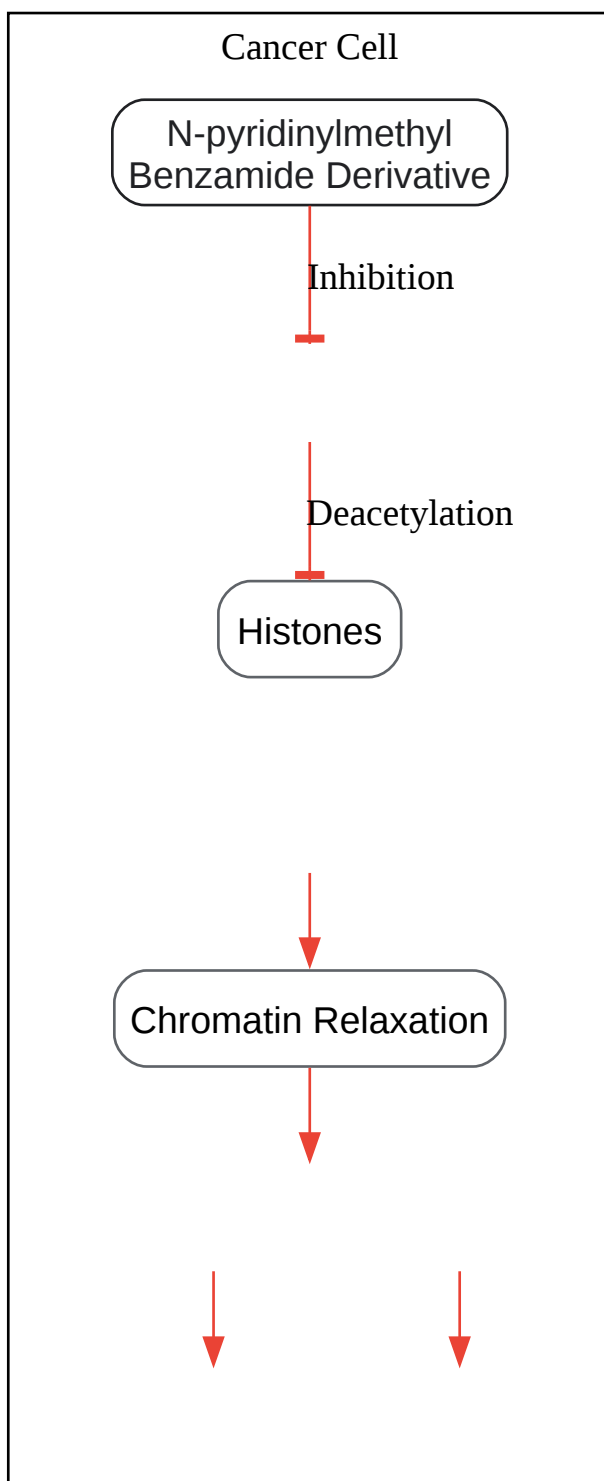 Cancer Cell
N-pyridinylmethyl
Benzamide Derivative
Inhibition
Deacetylation
Histones
Chromatin Relaxation